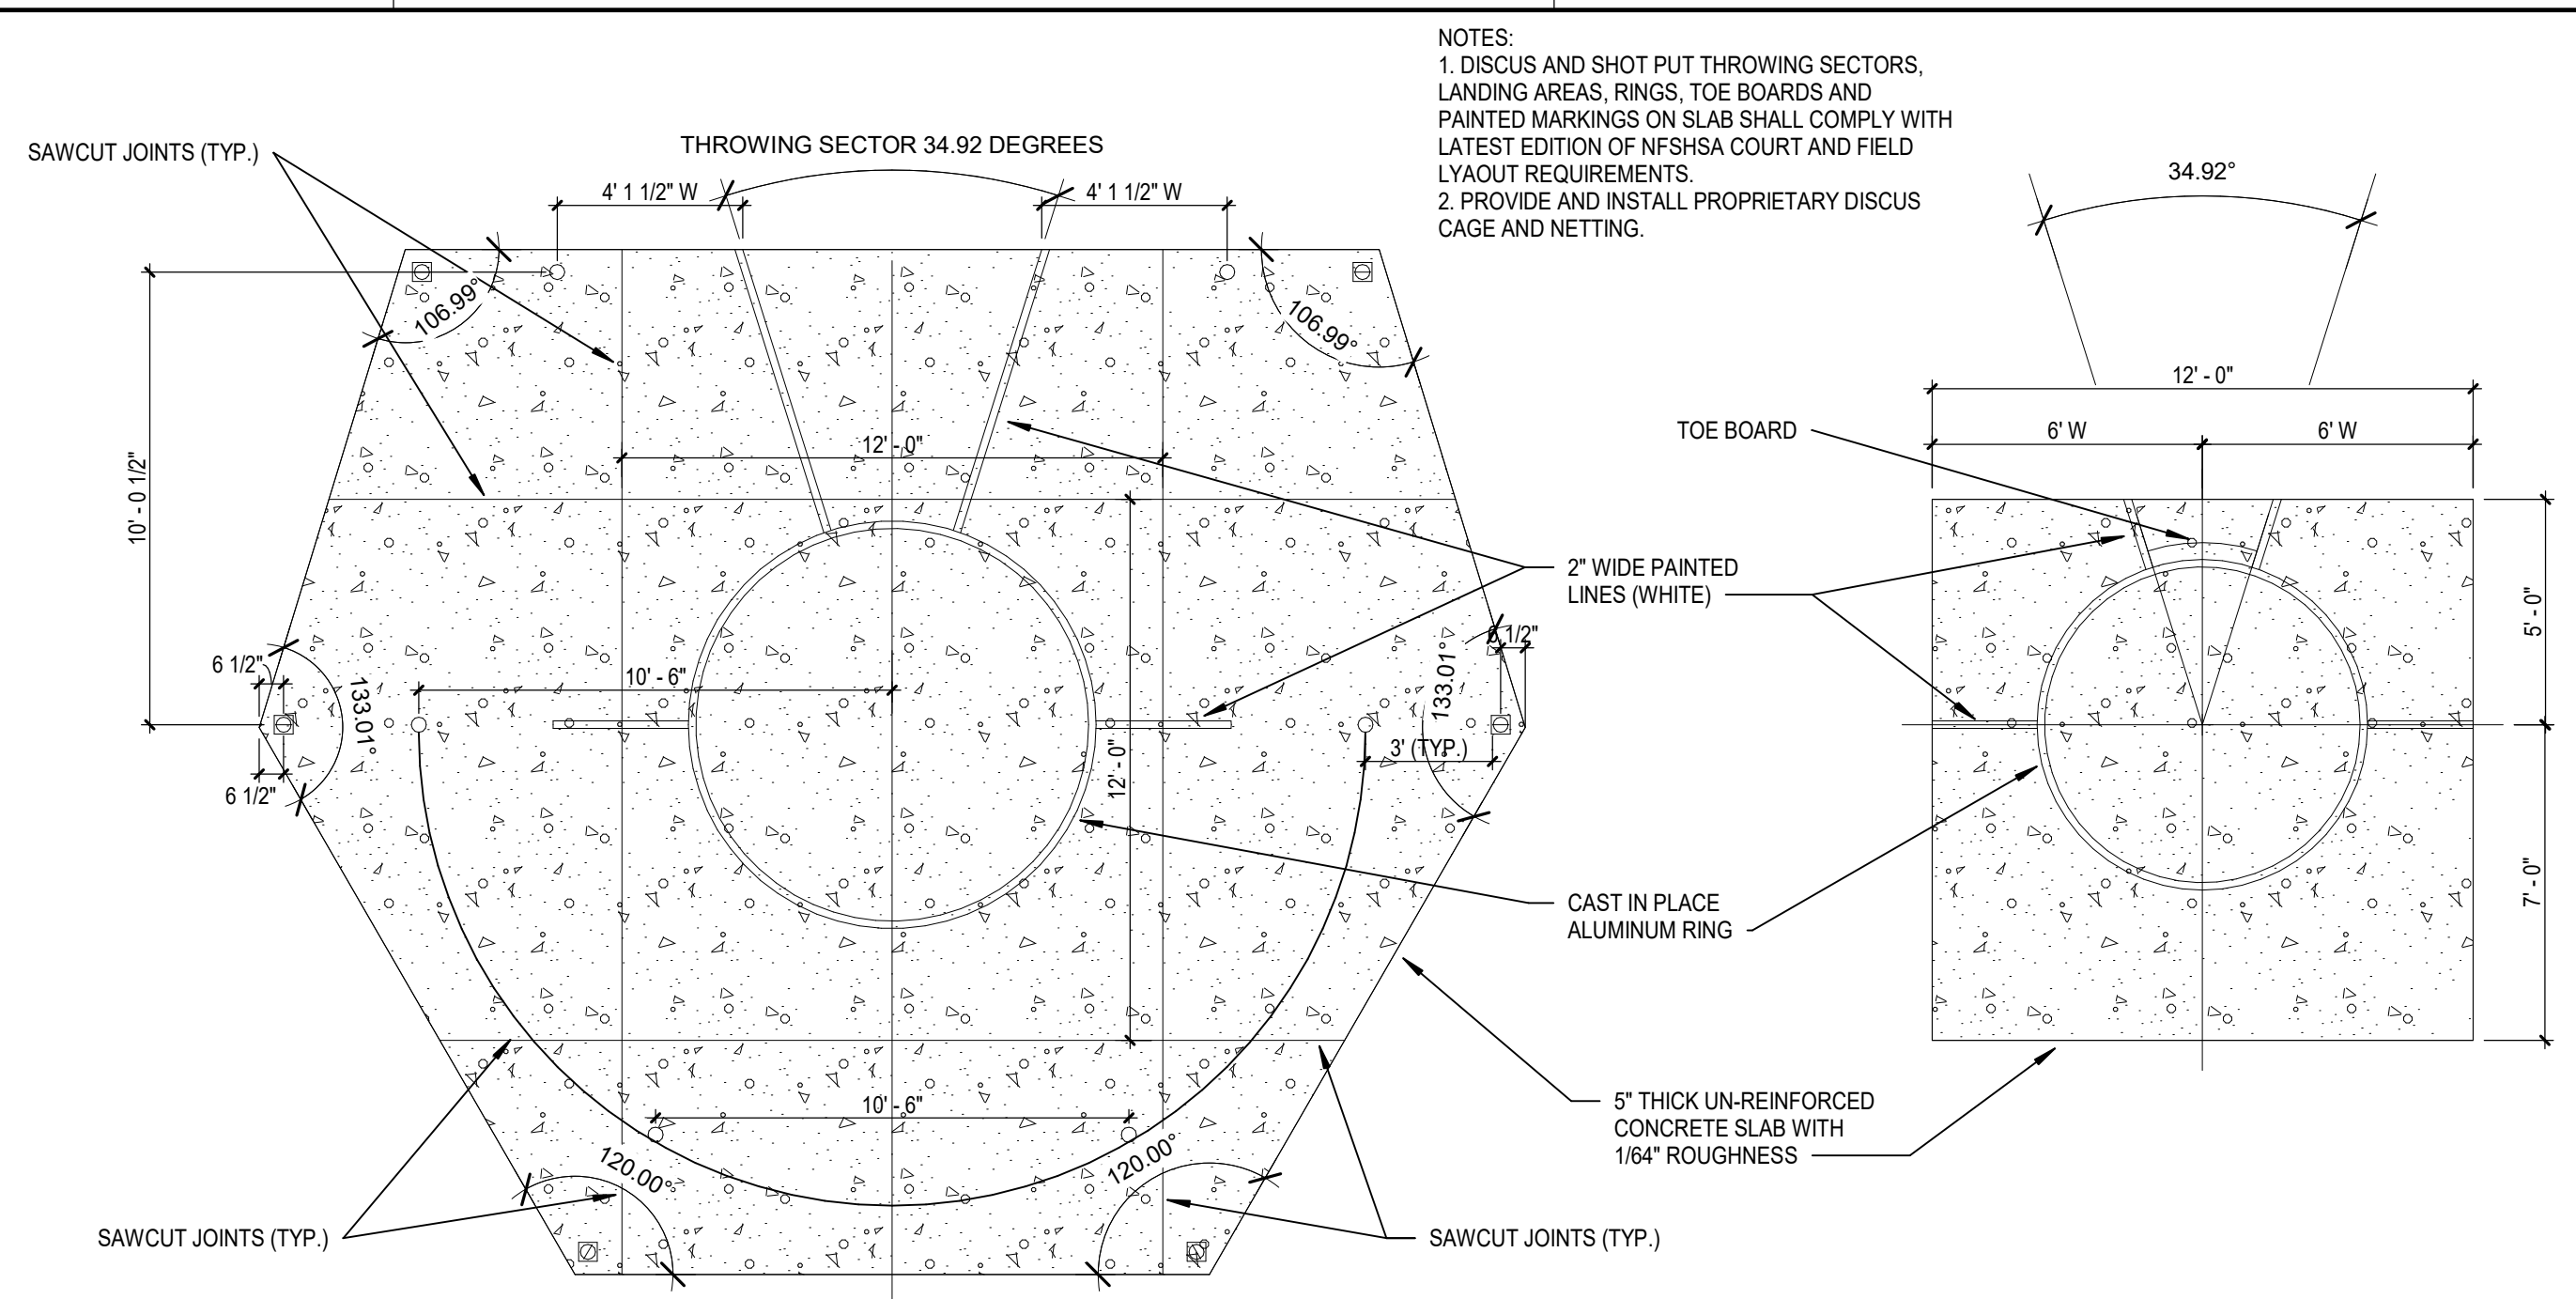 NOTES:
1. DISCUS AND SHOT PUT THROWING SECTORS,
LANDING AREAS, RINGS, TOE BOARDS AND
PAINTED MARKINGS ON SLAB SHALL COMPLY WITH
LATEST EDITION OF NFSHSA COURT AND FIELD
LYAOUT REQUIREMENTS.
2. PROVIDE AND INSTALL PROPRIETARY DISCUS
CAGE AND NETTING.
SAWCUT JOINTS (TYP.)
THROWING SECTOR 34.92 DEGREES
4' 1 1/2" W
4' 1 1/2" W
106.99°
106.99°
12' - 0"
10' - 0 1/2"
6 1/2"
133.01°
6 1/2"
10' - 6"
6 1/2"
133.01°
3' (TYP.)
12' - 0"
10' - 6"
120.00°
120.00°
SAWCUT JOINTS (TYP.)
SAWCUT JOINTS (TYP.)
34.92°
12' - 0"
6' W
6' W
TOE BOARD
2" WIDE PAINTED
LINES (WHITE)
5' - 0"
7' - 0"
CAST IN PLACE
ALUMINUM RING
5" THICK UN-REINFORCED
CONCRETE SLAB WITH
1/64" ROUGHNESS